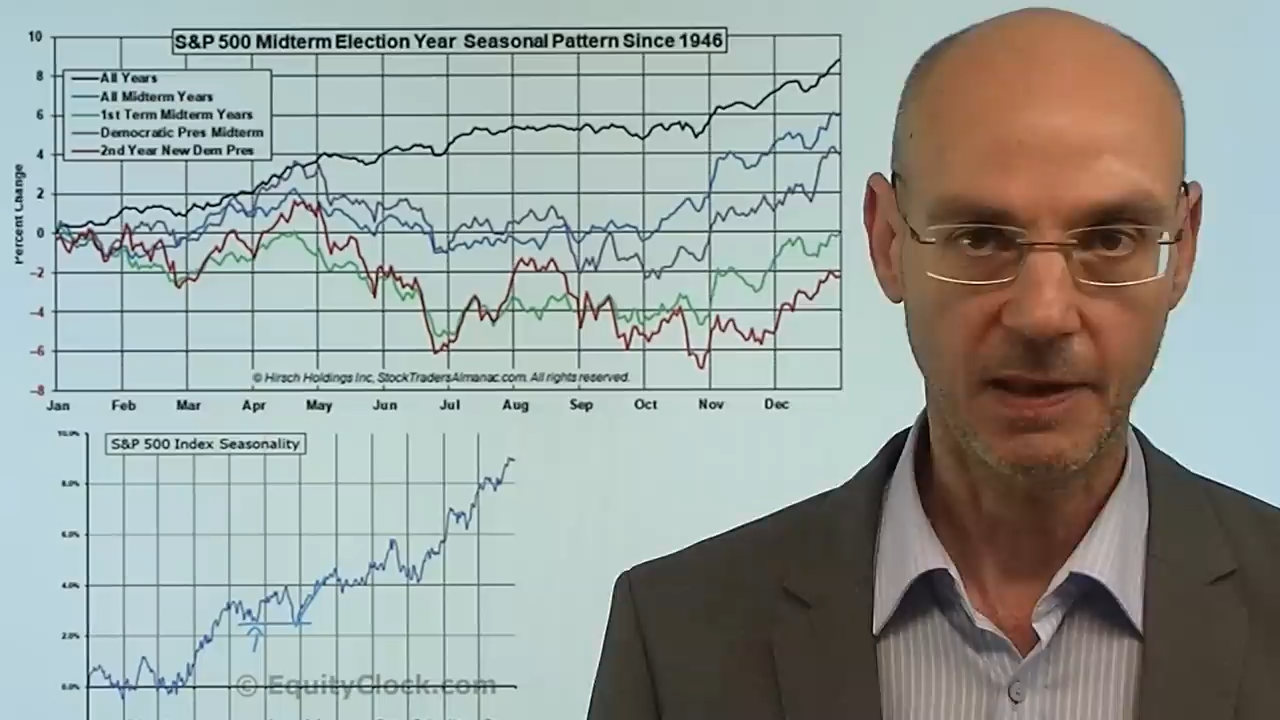 S&P 500 Midterm Election Year Seasonal Pattern Since 1946
10
8
6
4
2
0
-2
-4
-6
-8
Percent Change
All Years
All Midterm Years
1st Term Midterm Years
Democratic Pres Midterm
2nd Year New Dem Pres
© Hirsch Holdings Inc, StockTradersAlmanac.com. All rights reserved.
Jan Feb Mar Apr May Jun Jul Aug Sep Oct Nov Dec
S&P 500 Index Seasonality
10.0%
8.0%
6.0%
4.0%
2.0%
0.0%
© EquityClock.com